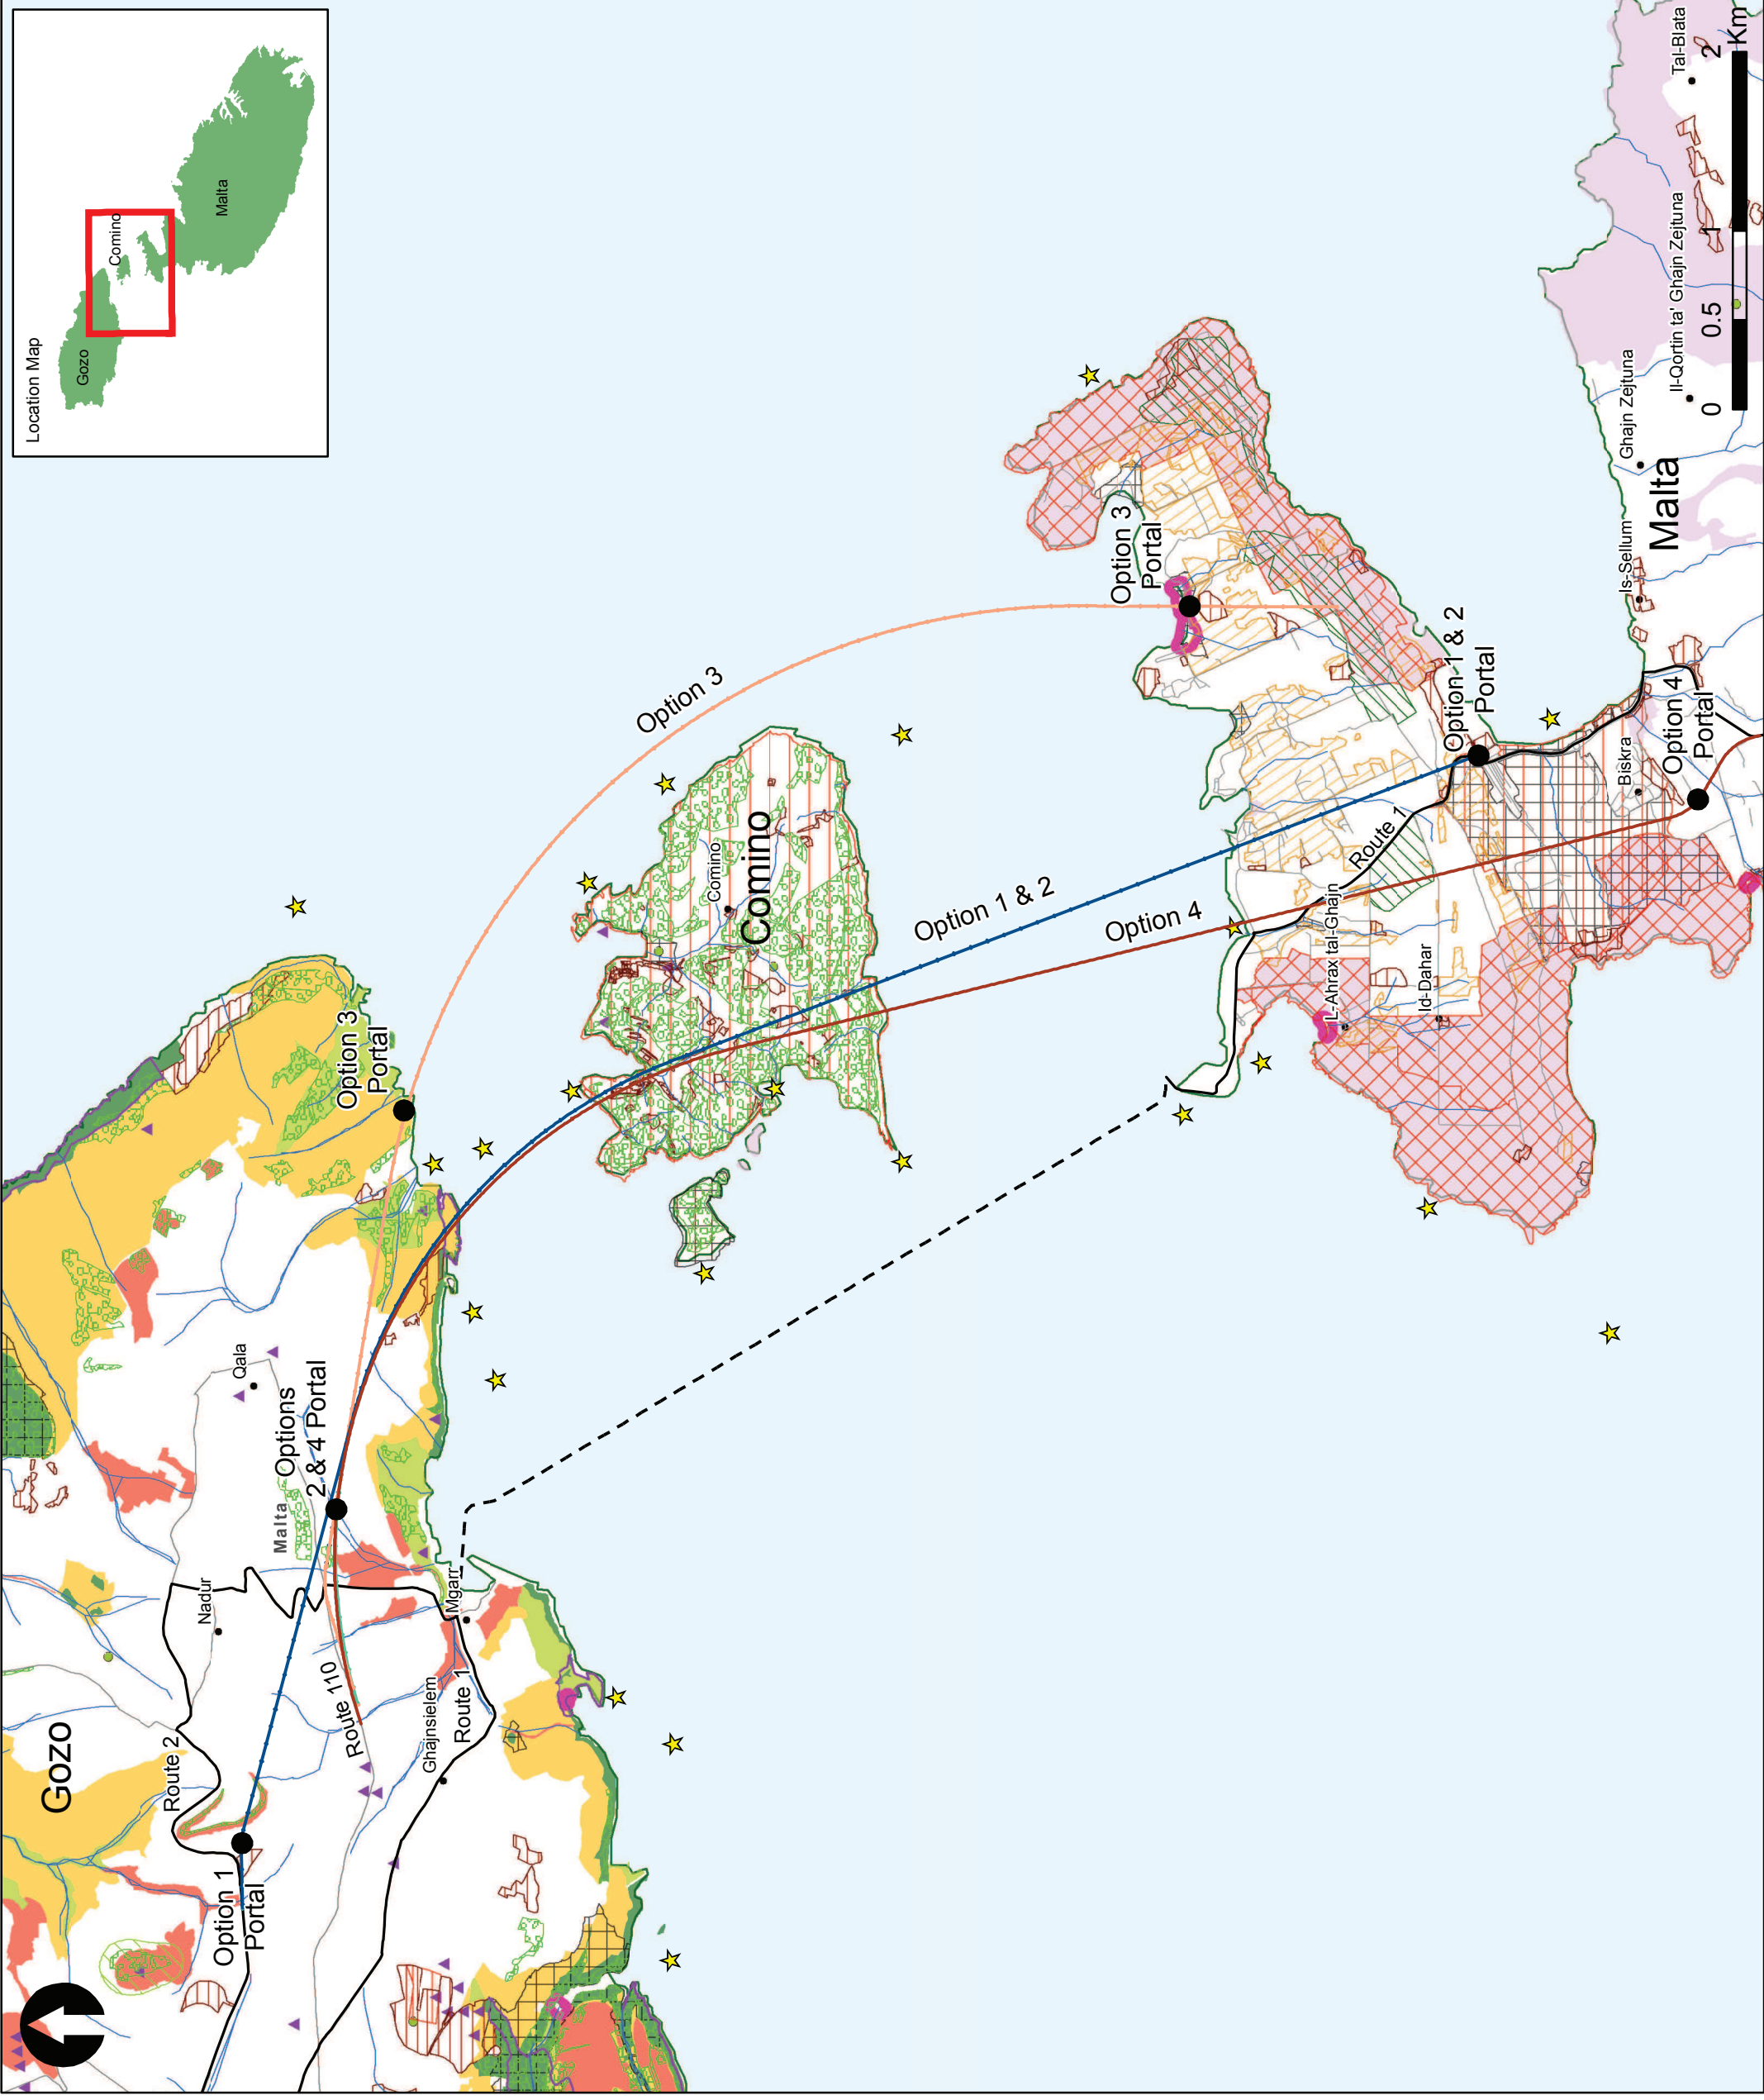 Location Map
Gozo
Comino
Malta
Gozo
Route 2
Nadur
Qala
Option 1
Portal
Malta
Options
2 & 4 Portal
Option 3
Portal
Route 110
Ghajnsielem
Route 1
Mgarr
Comino
Comino
Option 3
Option 1 & 2
Option 4
Option 3
Portal
L-Ahrax tal-Ghajn
Route 1
Id-Dahar
Option 1 & 2
Portal
Biskra
Option 4
Portal
Is-Sellum
Ghajn Zejtuna
Malta
Il-Qortin ta' Ghajn Zejtuna
Tal-Blata
0 0.5 1 2
Km